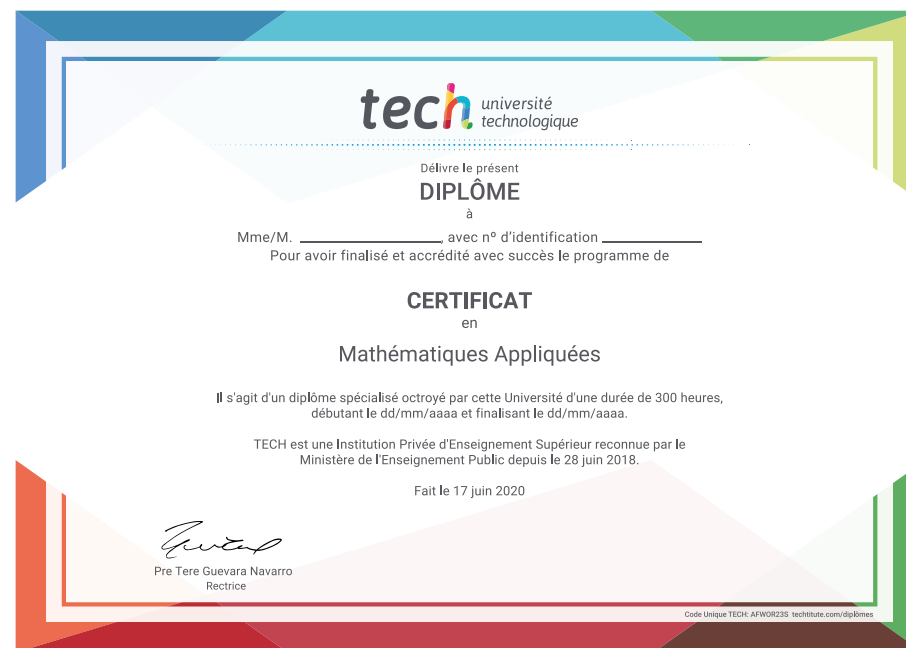 tech université
technologique
Délivre le présent
DIPLÔME
à
Mme/M. ____________________, avec nº d'identification ______________
Pour avoir finalisé et accrédité avec succès le programme de
CERTIFICAT
en
Mathématiques Appliquées
Il s'agit d'un diplôme spécialisé octroyé par cette Université d'une durée de 300 heures,
débutant le dd/mm/aaaa et finalisant le dd/mm/aaaa.
TECH est une Institution Privée d'Enseignement Supérieur reconnue par le
Ministère de l'Enseignement Public depuis le 28 juin 2018.
Fait le 17 juin 2020
Pre Tere Guevara Navarro
Rectrice
Code Unique TECH: AFWOR23S techtitute.com/diplômes